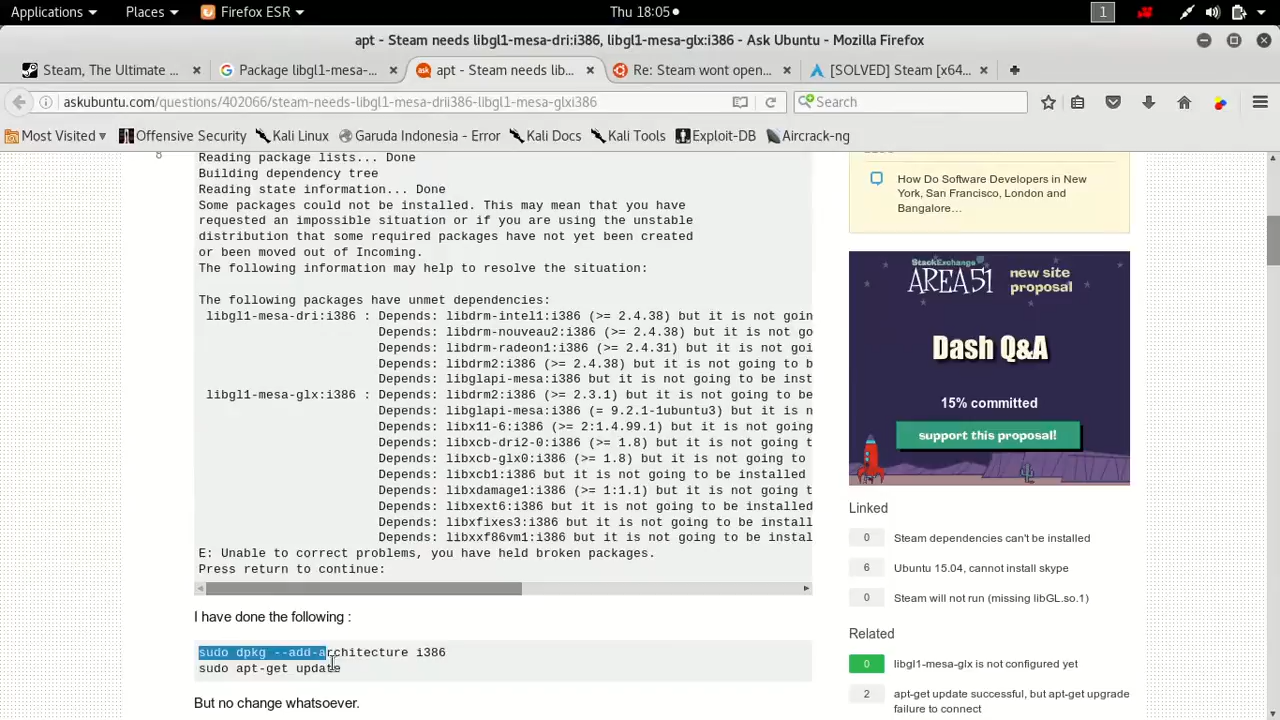 Applications
Places
Firefox ESR
Thu 18:05
1
apt - Steam needs libgl1-mesa-dri:i386, libgl1-mesa-glx:i386 - Ask Ubuntu - Mozilla Firefox
Steam, The Ultimate ...
Package libgl1-mesa-...
apt - Steam needs lib...
Re: Steam wont open...
[SOLVED] Steam [x64...
askubuntu.com/questions/402066/steam-needs-libgl1-mesa-drii386-libgl1-mesa-glxi386
Search
Most Visited
Offensive Security
Kali Linux
Garuda Indonesia - Error
Kali Docs
Kali Tools
Exploit-DB
Aircrack-ng
8
Reading package lists... Done
Building dependency tree
Reading state information... Done
Some packages could not be installed. This may mean that you have
requested an impossible situation or if you are using the unstable
distribution that some required packages have not yet been created
or been moved out of Incoming.
The following information may help to resolve the situation:
The following packages have unmet dependencies:
libgl1-mesa-dri:i386 : Depends: libdrm-intel1:i386 (>= 2.4.38) but it is not goin
Depends: libdrm-nouveau2:i386 (>= 2.4.38) but it is not go
Depends: libdrm-radeon1:i386 (>= 2.4.31) but it is not goi
Depends: libdrm2:i386 (>= 2.4.38) but it is not going to b
Depends: libglapi-mesa:i386 but it is not going to be inst
libgl1-mesa-glx:i386 : Depends: libdrm2:i386 (>= 2.3.1) but it is not going to be
Depends: libglapi-mesa:i386 (= 9.2.1-1ubuntu3) but it is n
Depends: libx11-6:i386 (>= 2:1.4.99.1) but it is not going
Depends: libxcb-dri2-0:i386 (>= 1.8) but it is not going t
Depends: libxcb-glx0:i386 (>= 1.8) but it is not going to
Depends: libxcb1:i386 but it is not going to be installed
Depends: libxdamage1:i386 (>= 1:1.1) but it is not going t
Depends: libxext6:i386 but it is not going to be installed
Depends: libxfixes3:i386 but it is not going to be install
Depends: libxxf86vm1:i386 but it is not going to be instal
E: Unable to correct problems, you have held broken packages.
Press return to continue:
I have done the following :
sudo dpkg --add-architecture i386
sudo apt-get update
But no change whatsoever.
How Do Software Developers in New
York, San Francisco, London and
Bangalore…
StackExchange
AREA51
new site
proposal
Dash Q&A
15% committed
support this proposal!
Linked
0 Steam dependencies can't be installed
6 Ubuntu 15.04, cannot install skype
0 Steam will not run (missing libGL.so.1)
Related
0 libgl1-mesa-glx is not configured yet
2 apt-get update successful, but apt-get upgrade
failure to connect